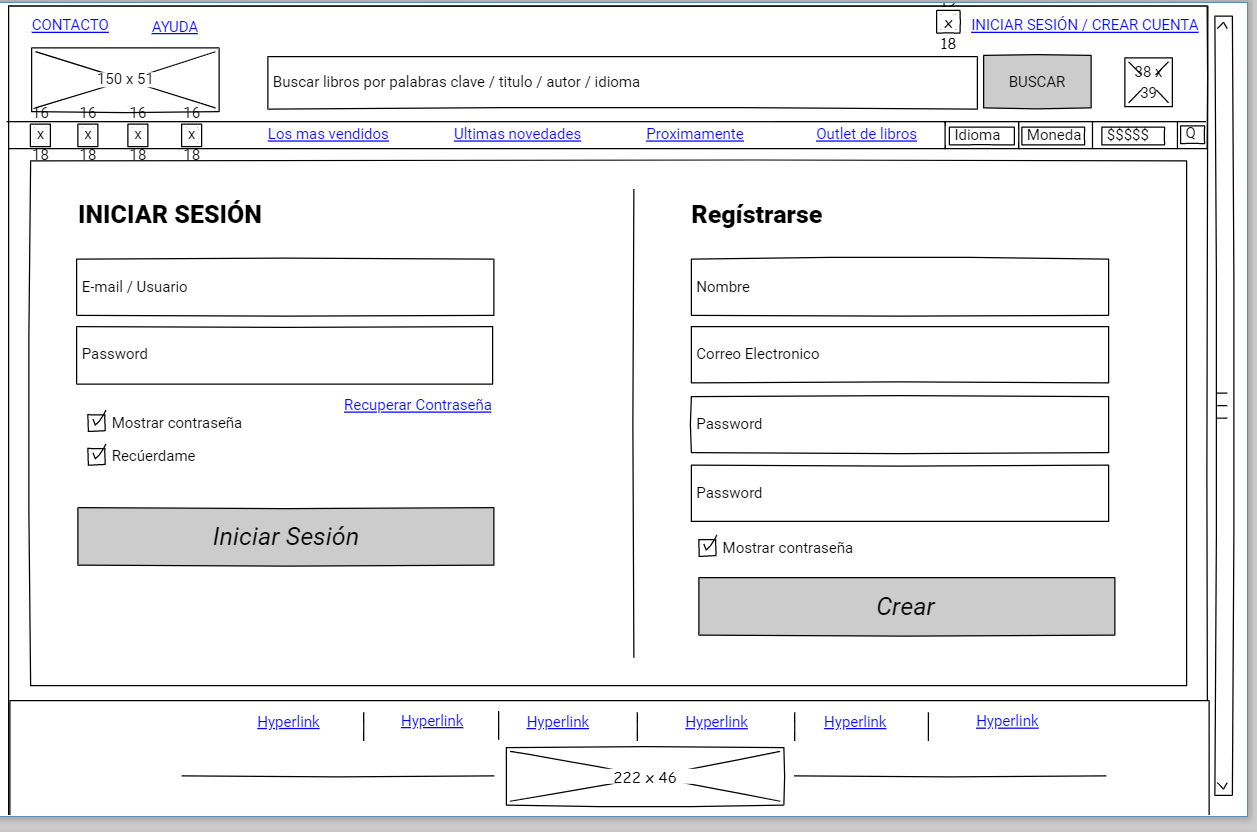 CONTACTO
AYUDA
x
18
INICIAR SESIÓN / CREAR CUENTA
150 x 51
Buscar libros por palabras clave / titulo / autor / idioma
BUSCAR
38 x
39
16 16 16 16
x x x x
18 18 18 18
Los mas vendidos
Ultimas novedades
Proximamente
Outlet de libros
Idioma
Moneda
$$$$$
Q
INICIAR SESIÓN
E-mail / Usuario
Password
Recuperar Contraseña
Mostrar contraseña
Recúerdame
Iniciar Sesión
Regístrarse
Nombre
Correo Electronico
Password
Password
Mostrar contraseña
Crear
Hyperlink
Hyperlink
Hyperlink
Hyperlink
Hyperlink
Hyperlink
222 x 46